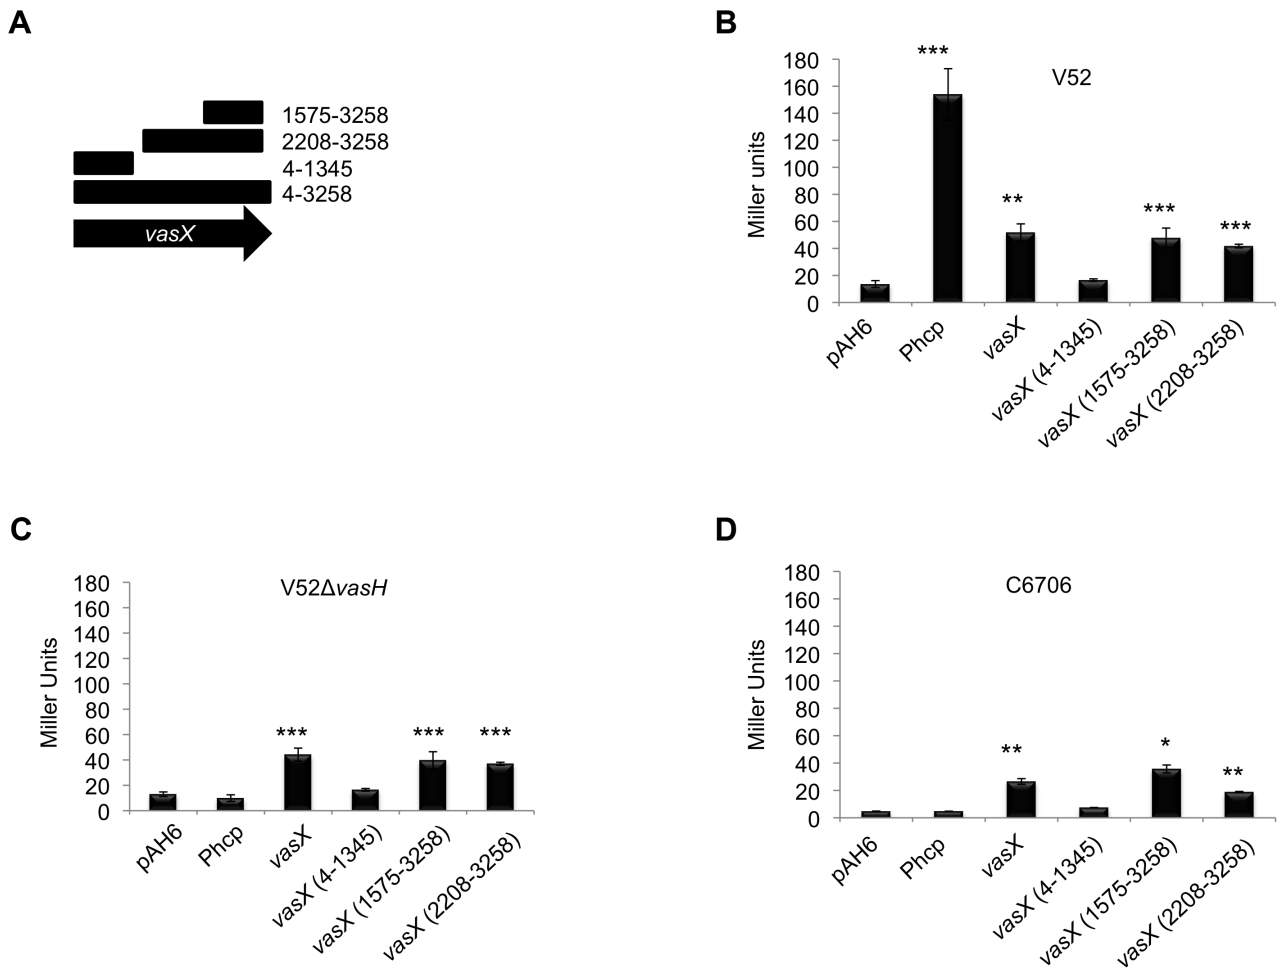 A
1575-3258
2208-3258
4-1345
4-3258
vasX
B
V52
Miller units
180
160
140
120
100
80
60
40
20
0
***
**
***
***
pAH6
Phcp
vasX
vasX (4-1345)
vasX (1575-3258)
vasX (2208-3258)
C
V52ΔvasH
Miller Units
180
160
140
120
100
80
60
40
20
0
***
***
***
pAH6
Phcp
vasX
vasX (4-1345)
vasX (1575-3258)
vasX (2208-3258)
D
C6706
Miller Units
180
160
140
120
100
80
60
40
20
0
**
*
**
pAH6
Phcp
vasX
vasX (4-1345)
vasX (1575-3258)
vasX (2208-3258)